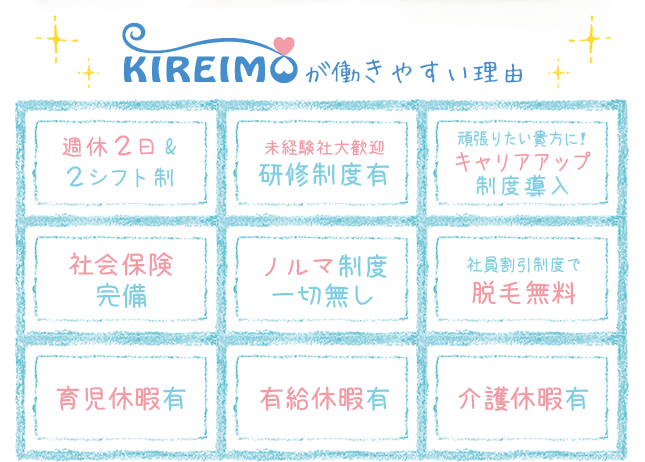 KIREIMOが働きやすい理由
週休2日&
2シフト制
未経験社大歓迎
研修制度有
頑張りたい貴方に!
キャリアアップ
制度導入
社会保険
完備
ノルマ制度
一切無し
社員割引制度で
脱毛無料
育児休暇有
有給休暇有
介護休暇有